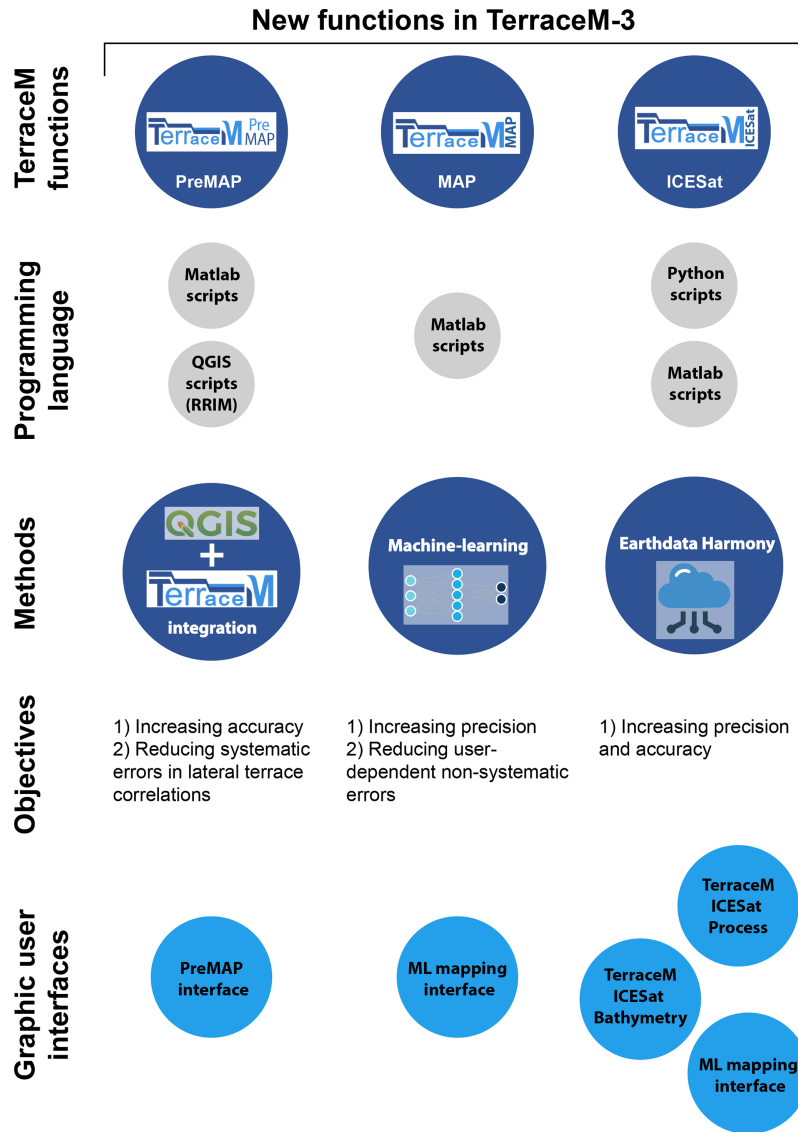 New functions in TerraceM-3
TerraceM
functions
TerraceM Pre
MAP
PreMAP
TerraceM MAP
MAP
TerraceM ICESat
ICESat
Programming
language
Matlab
scripts
QGIS
scripts
(RRIM)
Matlab
scripts
Python
scripts
Matlab
scripts
Methods
QGIS
+
TerraceM
integration
Machine-learning
Earthdata Harmony
Objectives
1) Increasing accuracy
2) Reducing systematic
errors in lateral terrace
correlations
1) Increasing precision
2) Reducing user-
dependent non-systematic
errors
1) Increasing precision
and accuracy
Graphic user
interfaces
PreMAP
interface
ML mapping
interface
TerraceM
ICESat
Process
TerraceM
ICESat
Bathymetry
ML mapping
interface